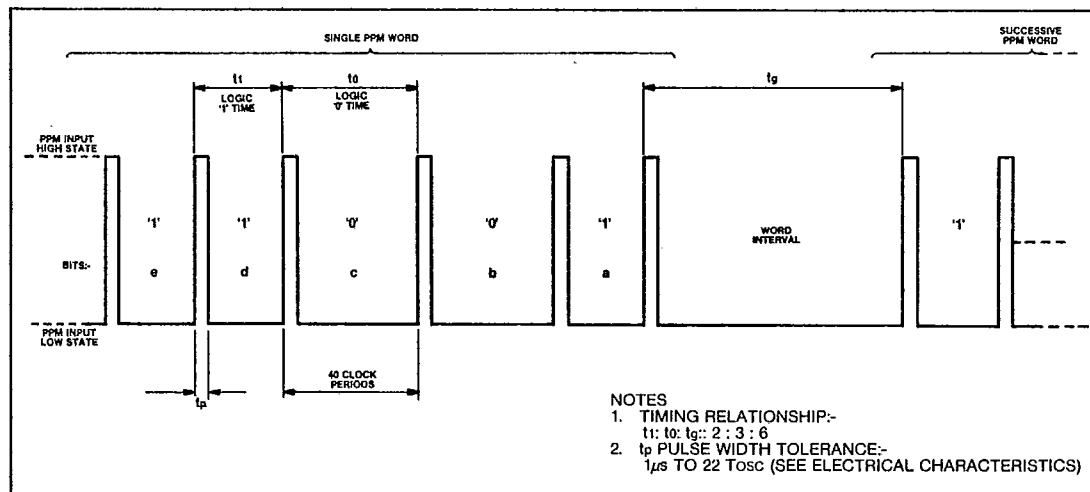 SINGLE PPM WORD
SUCCESSIVE
PPM WORD
t1
LOGIC
'1' TIME
t0
LOGIC
'0' TIME
tg
PPM INPUT
HIGH STATE
'1' '1' '0' '0' '1' WORD
INTERVAL '1'
BITS:- e d c b a
PPM INPUT
LOW STATE
tp
40 CLOCK
PERIODS
NOTES
1. TIMING RELATIONSHIP:-
t1: t0: tg:: 2 : 3 : 6
2. tp PULSE WIDTH TOLERANCE:-
1µs TO 22 TOSC (SEE ELECTRICAL CHARACTERISTICS)